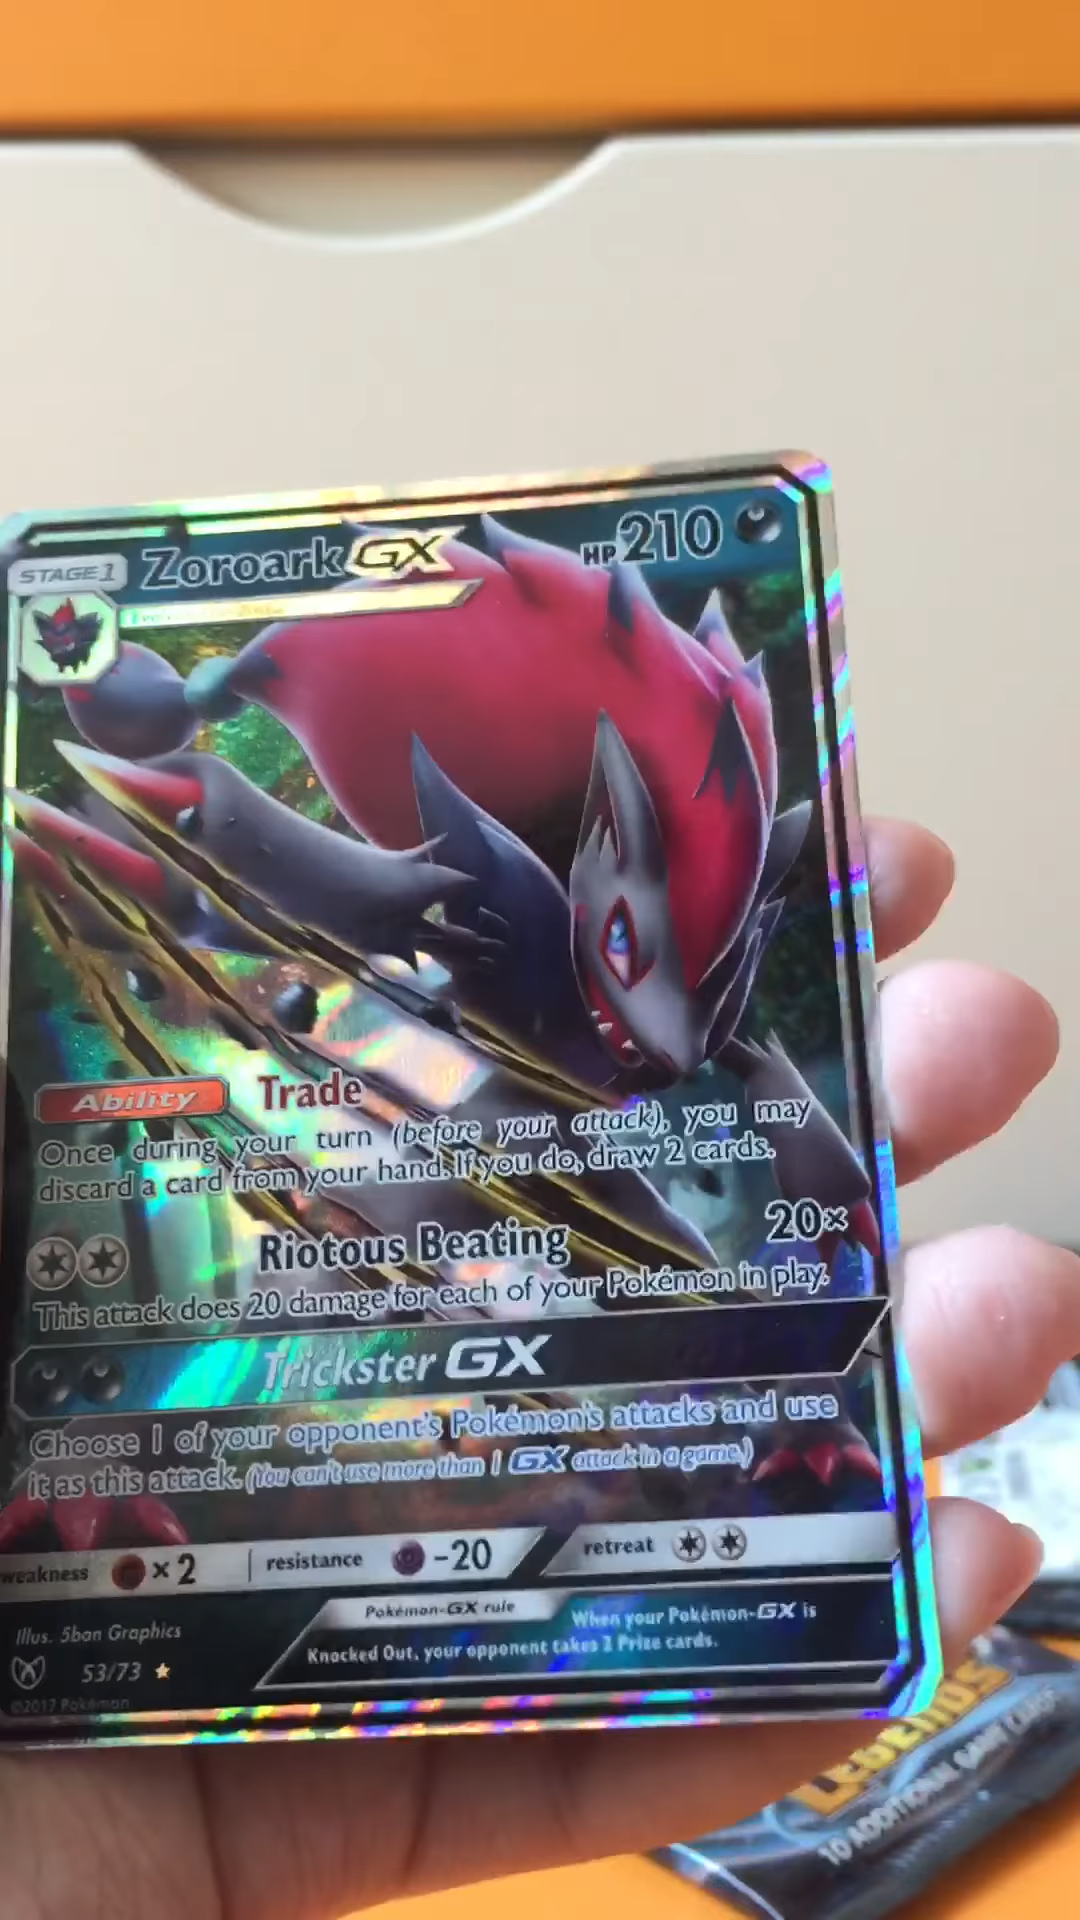 STAGE 1 Zoroark GX HP 210
Ability Trade
Once during your turn (before your attack), you may
discard a card from your hand. If you do, draw 2 cards.
Riotous Beating 20×
This attack does 20 damage for each of your Pokémon in play.
Trickster GX
Choose 1 of your opponent's Pokémon's attacks and use
it as this attack. (You can't use more than 1 GX attack in a game.)
weakness ×2 resistance -20 retreat
Pokémon-GX rule When your Pokémon-GX is
Knocked Out, your opponent takes 2 Prize cards.
Illus. 5ban Graphics
53/73
©2017 Pokémon
LEGENDS
10 ADDITIONAL GAME CARDS